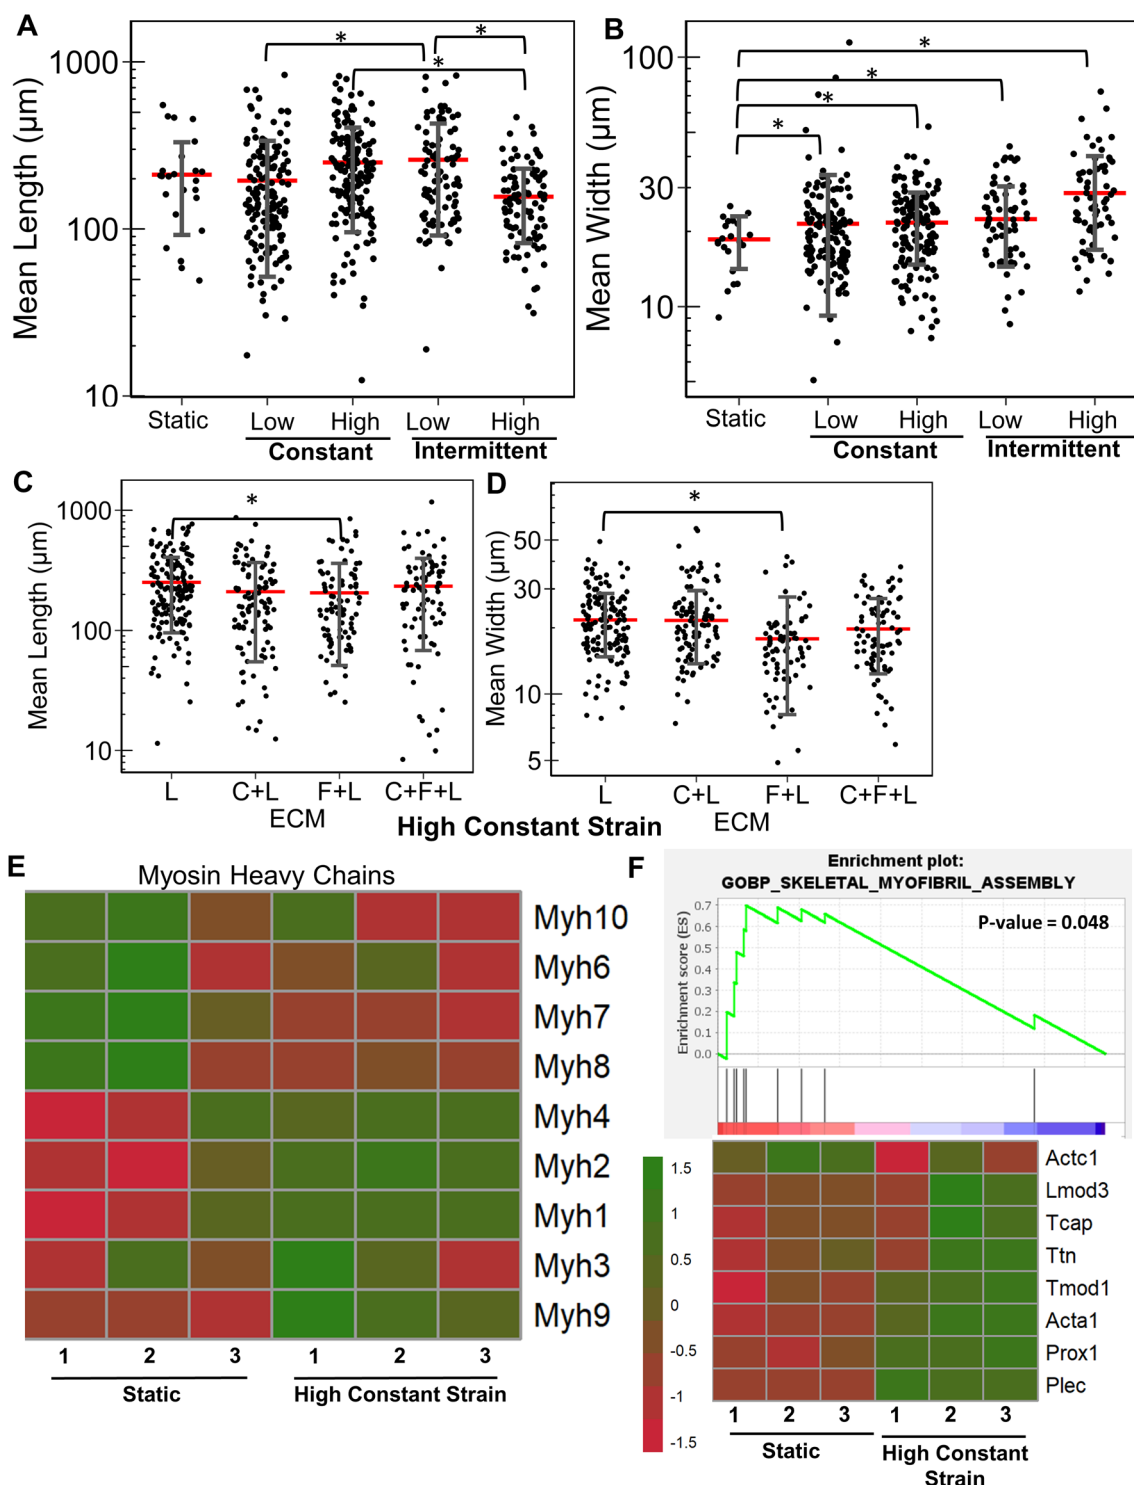 A
Mean Length (µm)
1000
100
10
*
*
*
Static
Low
High
Low
High
Constant
Intermittent
B
Mean Width (µm)
100
30
10
*
*
*
*
Static
Low
High
Low
High
Constant
Intermittent
C
Mean Length (µm)
1000
100
10
*
L
C+L
F+L
C+F+L
ECM
D
Mean Width (µm)
50
30
10
5
*
L
C+L
F+L
C+F+L
ECM
High Constant Strain
E
Myosin Heavy Chains
Myh10
Myh6
Myh7
Myh8
Myh4
Myh2
Myh1
Myh3
Myh9
1
2
3
1
2
3
Static
High Constant Strain
1.5
1
0.5
0
-0.5
-1
-1.5
F
Enrichment plot:
GOBP_SKELETAL_MYOFIBRIL_ASSEMBLY
P-value = 0.048
Enrichment score (ES)
0.7
0.6
0.5
0.4
0.3
0.2
0.1
0.0
Actc1
Lmod3
Tcap
Ttn
Tmod1
Acta1
Prox1
Plec
1
2
3
1
2
3
Static
High Constant
Strain